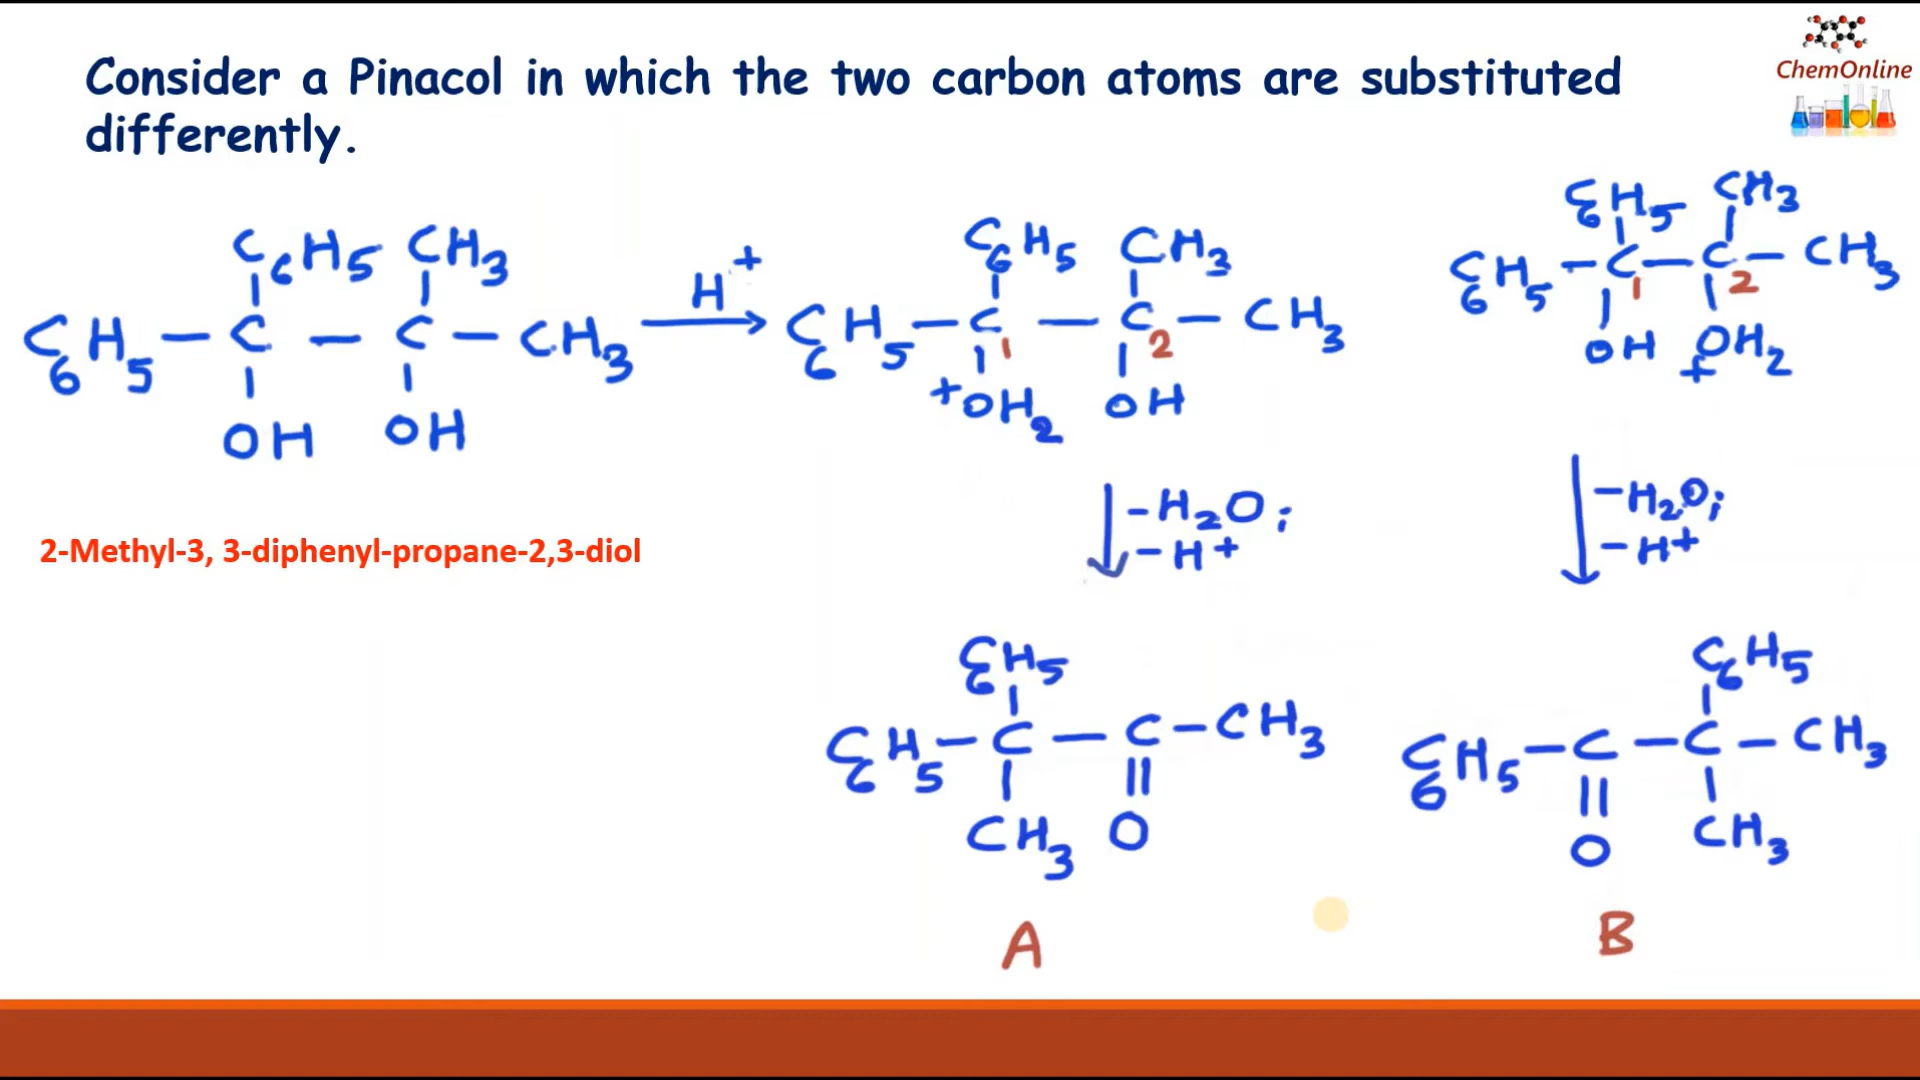 Consider a Pinacol in which the two carbon atoms are substituted
differently.
ChemOnline
C6H5 CH3
C6H5 – C – C – CH3
OH OH
H+
C6H5 CH3
C6H5 – C – C – CH3
1 2
+OH2 OH
C6H5 CH3
C6H5 – C – C – CH3
1 2
OH OH2
+
2-Methyl-3, 3-diphenyl-propane-2,3-diol
–H2O;
–H+
–H2O;
–H+
C6H5
C6H5 – C – C – CH3
CH3 O
A
C6H5
C6H5 – C – C – CH3
O CH3
B